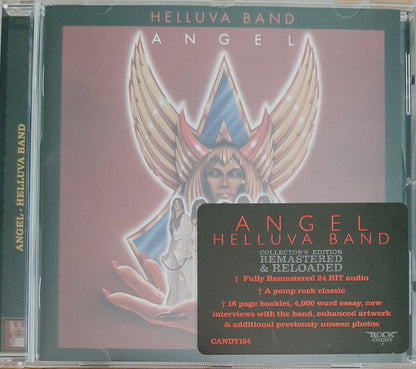 HELLUVA BAND
ANGEL
ANGEL - HELLUVA BAND
ANGEL
HELLUVA BAND
COLLECTOR'S EDITION
REMASTERED
& RELOADED
† Fully Remastered 24 BIT audio
† A pomp rock classic
† 16 page booklet, 4,000 word essay, new
interviews with the band, enhanced artwork
& additional previously unseen photos
CANDY154
ROCK
CANDY